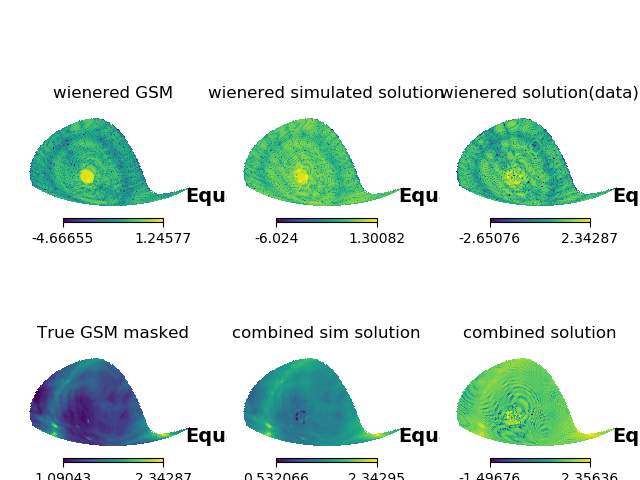 wienered GSM
wienered simulated solution
wienered solution(data)
Equ
Equ
Eq
-4.66655 1.24577
-6.024 1.30082
-2.65076 2.34287
True GSM masked
combined sim solution
combined solution
Equ
Equ
Eq
1.09043 2.34287
0.532066 2.34295
-1.49676 2.35636